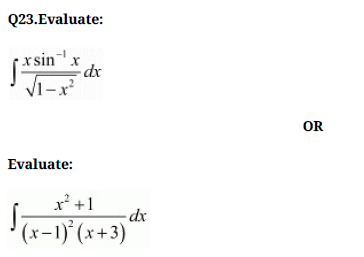 Q23.Evaluate:
∫ x sin⁻¹ x / √(1−x²) dx
OR
Evaluate:
∫ x² + 1 / (x−1)² (x+3) dx